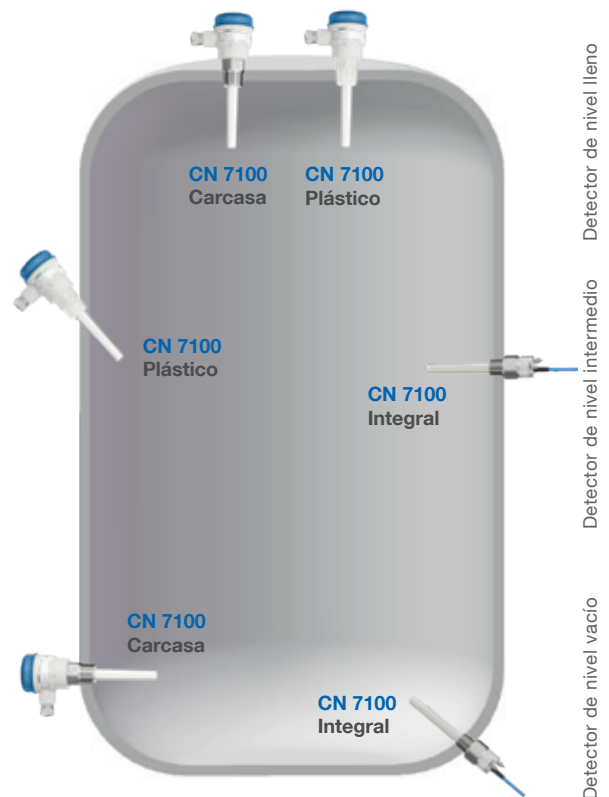 CN 7100
Carcasa
CN 7100
Plástico
Detector de nivel lleno
CN 7100
Plástico
CN 7100
Integral
Detector de nivel intermedio
CN 7100
Carcasa
CN 7100
Integral
Detector de nivel vacío